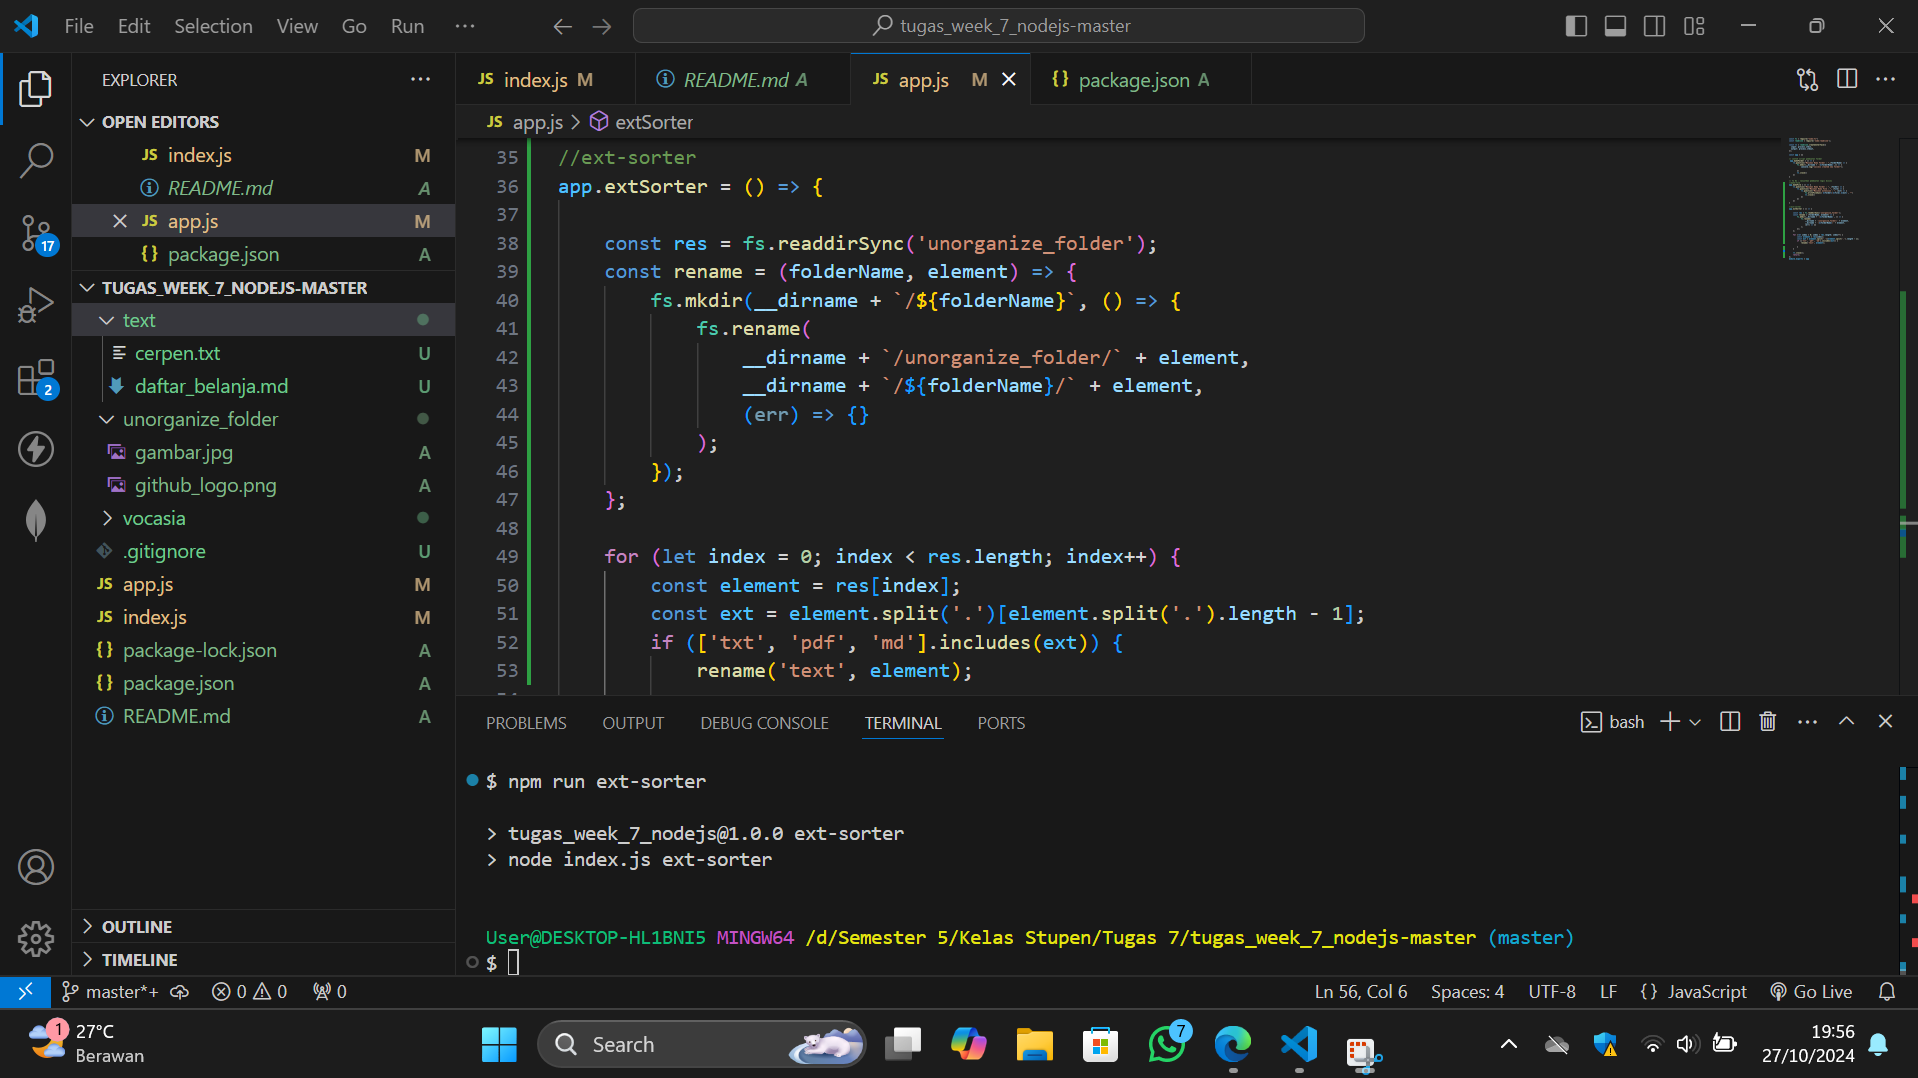 File Edit Selection View Go Run ··· tugas_week_7_nodejs-master
EXPLORER ···
JS index.js M README.md A JS app.js M {} package.json A
JS app.js > extSorter
OPEN EDITORS
JS index.js M
README.md A
JS app.js M
{} package.json A
TUGAS_WEEK_7_NODEJS-MASTER
text
cerpen.txt U
daftar_belanja.md U
unorganize_folder
gambar.jpg A
github_logo.png A
vocasia
.gitignore U
JS app.js M
JS index.js M
{} package-lock.json A
{} package.json A
README.md A
OUTLINE
TIMELINE
17
2
35 //ext-sorter
36 app.extSorter = () => {
37
38 const res = fs.readdirSync('unorganize_folder');
39 const rename = (folderName, element) => {
40 fs.mkdir(__dirname + `/${folderName}`, () => {
41 fs.rename(
42 __dirname + `/unorganize_folder/` + element,
43 __dirname + `/${folderName}/` + element,
44 (err) => {}
45 );
46 });
47 };
48
49 for (let index = 0; index < res.length; index++) {
50 const element = res[index];
51 const ext = element.split('.')[element.split('.').length - 1];
52 if (['txt', 'pdf', 'md'].includes(ext)) {
53 rename('text', element);
PROBLEMS OUTPUT DEBUG CONSOLE TERMINAL PORTS bash
$ npm run ext-sorter
> tugas_week_7_nodejs@1.0.0 ext-sorter
> node index.js ext-sorter
User@DESKTOP-HL1BNI5 MINGW64 /d/Semester 5/Kelas Stupen/Tugas 7/tugas_week_7_nodejs-master (master)
$
master*+ 0 0 0 Ln 56, Col 6 Spaces: 4 UTF-8 LF {} JavaScript Go Live
1 27°C
Berawan
Search
7
19:56
27/10/2024